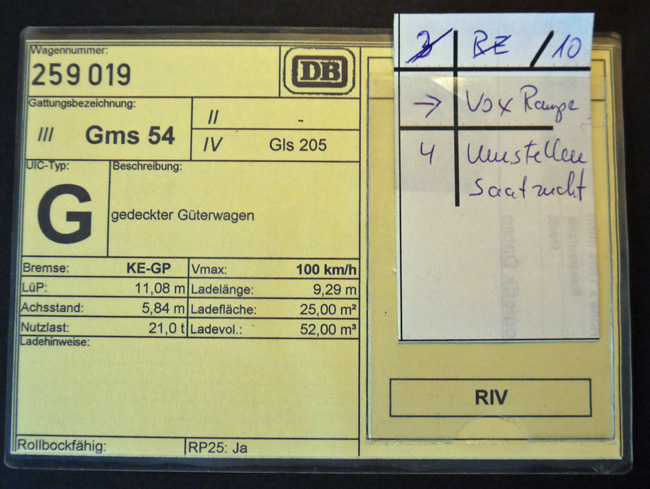 Wagennummer:
259 019
DB
Gattungsbezeichnung:
III Gms 54
II -
IV Gls 205
UIC-Typ:
G
Beschreibung:
gedeckter Güterwagen
Bremse: KE-GP Vmax: 100 km/h
LüP: 11,08 m Ladelänge: 9,29 m
Achsstand: 5,84 m Ladefläche: 25,00 m²
Nutzlast: 21,0 t Ladevol.: 52,00 m³
Ladehinweise:
Rollbockfähig: RP25: Ja
BE / 10
→ Vox Rampe
4 Umstellen
Saatzucht
RIV